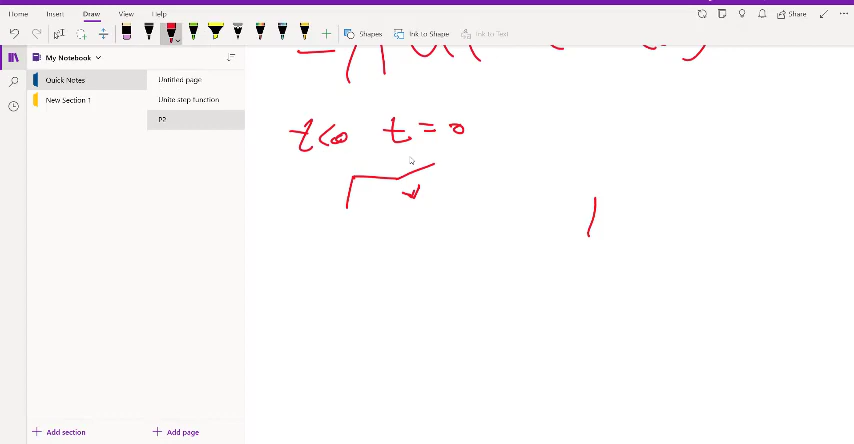 Home Insert Draw View Help Share
Shapes Ink to Shape Ink to Text
My Notebook
Quick Notes
New Section 1
Untitled page
Unite step function
P2
t<0 t=0
Add section Add page